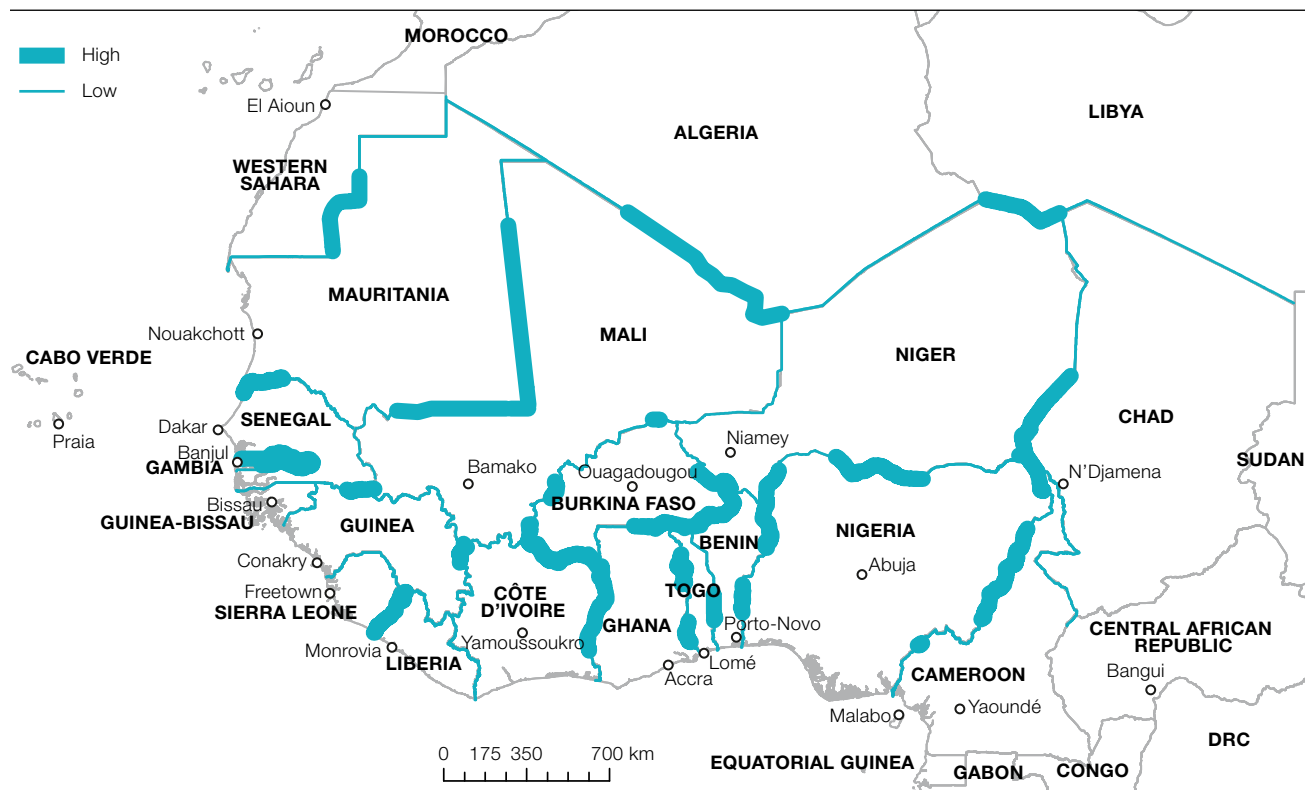 High
Low
MOROCCO
El Aioun
ALGERIA
LIBYA
WESTERN
SAHARA
MAURITANIA
Nouakchott
MALI
NIGER
CABO VERDE
Praia
SENEGAL
Dakar
Banjul
GAMBIA
CHAD
SUDAN
Niamey
Bamako
Ouagadougou
BURKINA FASO
N'Djamena
Bissau
GUINEA-BISSAU
GUINEA
BENIN
NIGERIA
Abuja
Conakry
Freetown
SIERRA LEONE
CÔTE
D'IVOIRE
Yamoussoukro
TOGO
GHANA
Porto-Novo
Monrovia
LIBERIA
Lomé
Accra
CENTRAL AFRICAN
REPUBLIC
Bangui
CAMEROON
Yaoundé
Malabo
DRC
EQUATORIAL GUINEA
GABON
CONGO
0 175 350 700 km